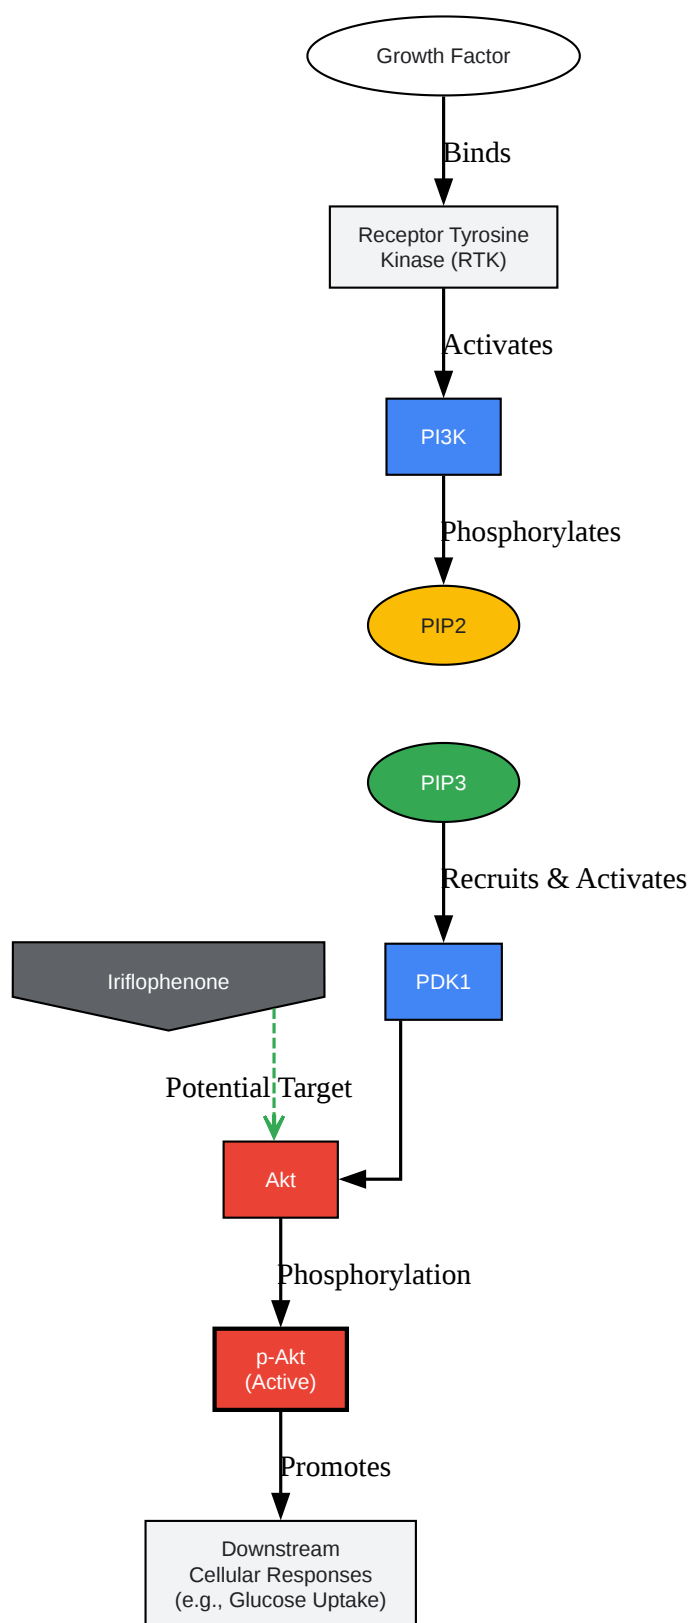 Growth Factor
Binds
Receptor Tyrosine
Kinase (RTK)
Activates
PI3K
Phosphorylates
PIP2
PIP3
Recruits & Activates
Iriflophenone
PDK1
Potential Target
Akt
Phosphorylation
p-Akt
(Active)
Promotes
Downstream
Cellular Responses
(e.g., Glucose Uptake)